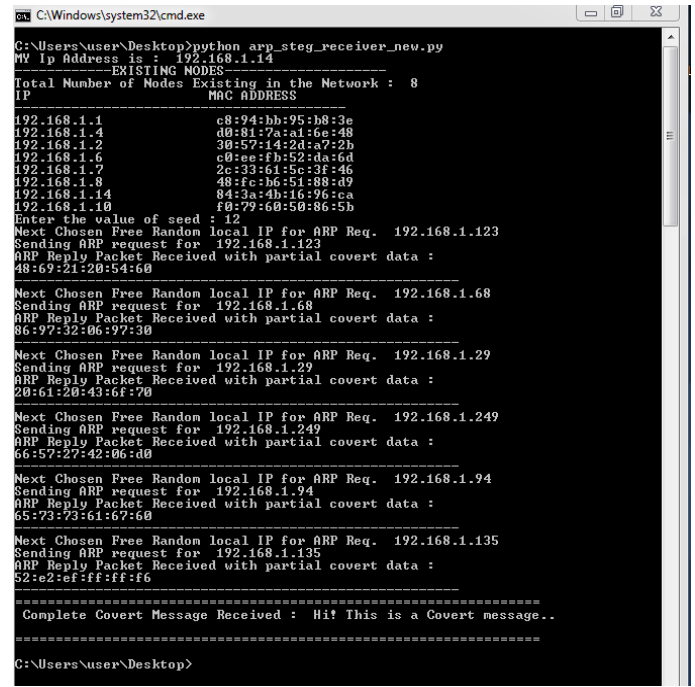 C:\Windows\system32\cmd.exe
C:\Users\user\Desktop>python arp_steg_receiver_new.py
MY Ip Address is : 192.168.1.14
------------EXISTING NODES--------------------
Total Number of Nodes Existing in the Network : 8
IP MAC ADDRESS
-----------------------------------------
192.168.1.1 c8:94:bb:95:b8:3e
192.168.1.4 d0:81:7a:a1:6e:48
192.168.1.2 30:57:14:2d:a7:2b
192.168.1.6 c0:ee:fb:52:da:6d
192.168.1.7 2c:33:61:5c:3f:46
192.168.1.8 48:fc:b6:51:88:d9
192.168.1.14 84:3a:4b:16:96:ca
192.168.1.10 f0:79:60:50:86:5b
Enter the value of seed : 12
Next Chosen Free Random local IP for ARP Req. 192.168.1.123
Sending ARP request for 192.168.1.123
ARP Reply Packet Received with partial covert data :
48:69:21:20:54:60
-------------------------------------------------------
Next Chosen Free Random local IP for ARP Req. 192.168.1.68
Sending ARP request for 192.168.1.68
ARP Reply Packet Received with partial covert data :
86:97:32:06:97:30
-------------------------------------------------------
Next Chosen Free Random local IP for ARP Req. 192.168.1.29
Sending ARP request for 192.168.1.29
ARP Reply Packet Received with partial covert data :
20:61:20:43:6f:70
-------------------------------------------------------
Next Chosen Free Random local IP for ARP Req. 192.168.1.249
Sending ARP request for 192.168.1.249
ARP Reply Packet Received with partial covert data :
66:57:27:42:06:d0
-------------------------------------------------------
Next Chosen Free Random local IP for ARP Req. 192.168.1.94
Sending ARP request for 192.168.1.94
ARP Reply Packet Received with partial covert data :
65:73:73:61:67:60
-------------------------------------------------------
Next Chosen Free Random local IP for ARP Req. 192.168.1.135
Sending ARP request for 192.168.1.135
ARP Reply Packet Received with partial covert data :
52:e2:ef:ff:ff:f6
-------------------------------------------------------
=================================================================
Complete Covert Message Received : Hi! This is a Covert message..
=================================================================
C:\Users\user\Desktop>